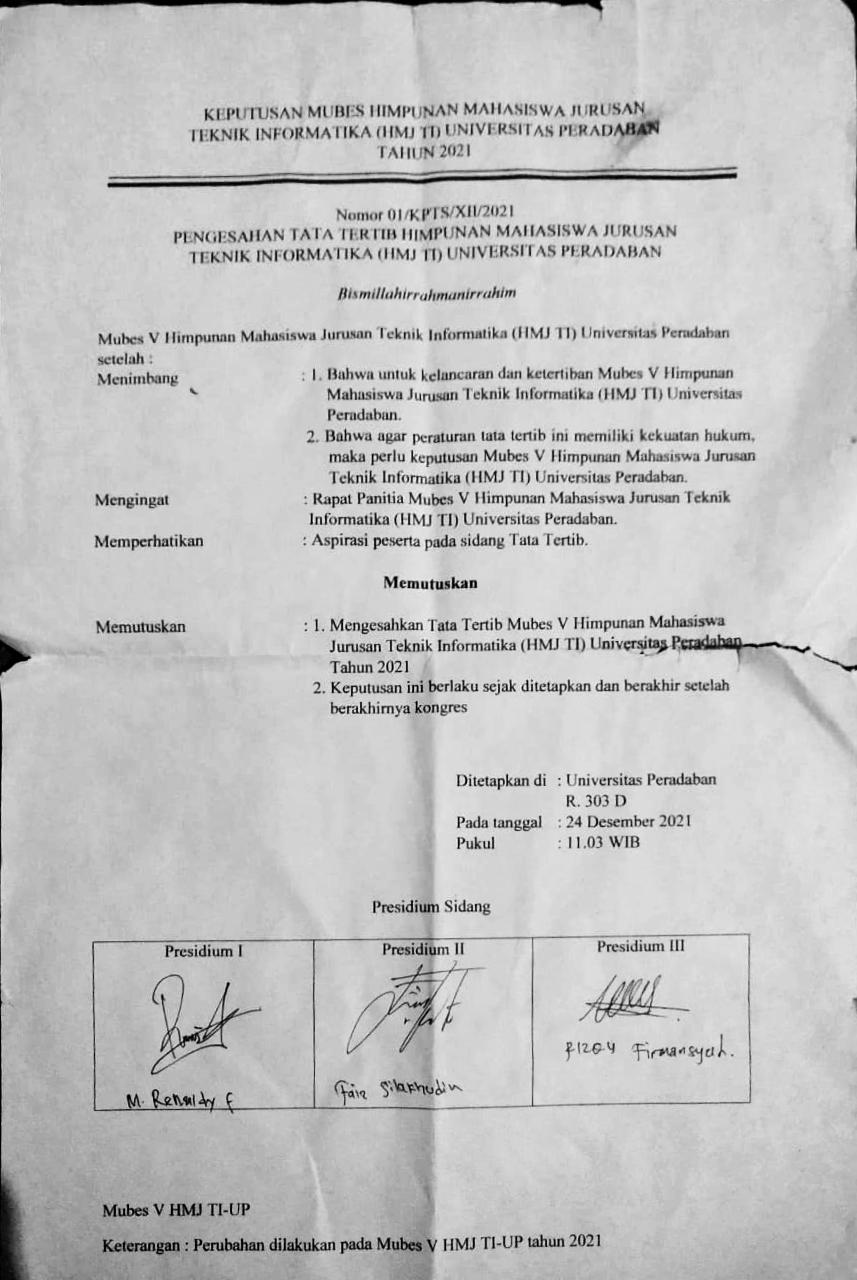 KEPUTUSAN MUBES HIMPUNAN MAHASISWA JURUSAN
TEKNIK INFORMATIKA (HMJ TI) UNIVERSITAS PERADABAN
TAHUN 2021
Nomor 01/KPTS/XII/2021
PENGESAHAN TATA TERTIB HIMPUNAN MAHASISWA JURUSAN
TEKNIK INFORMATIKA (HMJ TI) UNIVERSITAS PERADABAN
Bismillahirrahmanirrahim
Mubes V Himpunan Mahasiswa Jurusan Teknik Informatika (HMJ TI) Universitas Peradaban
setelah :
Menimbang : 1. Bahwa untuk kelancaran dan ketertiban Mubes V Himpunan
Mahasiswa Jurusan Teknik Informatika (HMJ TI) Universitas
Peradaban.
2. Bahwa agar peraturan tata tertib ini memiliki kekuatan hukum,
maka perlu keputusan Mubes V Himpunan Mahasiswa Jurusan
Teknik Informatika (HMJ TI) Universitas Peradaban.
Mengingat : Rapat Panitia Mubes V Himpunan Mahasiswa Jurusan Teknik
Informatika (HMJ TI) Universitas Peradaban.
Memperhatikan : Aspirasi peserta pada sidang Tata Tertib.
Memutuskan
Memutuskan : 1. Mengesahkan Tata Tertib Mubes V Himpunan Mahasiswa
Jurusan Teknik Informatika (HMJ TI) Universitas Peradaban
Tahun 2021
2. Keputusan ini berlaku sejak ditetapkan dan berakhir setelah
berakhirnya kongres
Ditetapkan di : Universitas Peradaban
R. 303 D
Pada tanggal : 24 Desember 2021
Pukul : 11.03 WIB
Presidium Sidang
Presidium I Presidium II Presidium III
M. Renaldy F Faiz Silakhudin Rizqy Firmansyah.
Mubes V HMJ TI-UP
Keterangan : Perubahan dilakukan pada Mubes V HMJ TI-UP tahun 2021